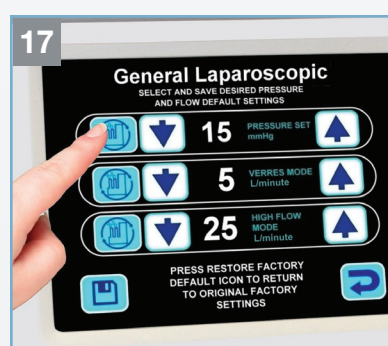 17
General Laparoscopic
SELECT AND SAVE DESIRED PRESSURE
AND FLOW DEFAULT SETTINGS
15 PRESSURE SET
mmHg
5 VERRES MODE
L/minute
25 HIGH FLOW
MODE
L/minute
PRESS RESTORE FACTORY
DEFAULT ICON TO RETURN
TO ORIGINAL FACTORY
SETTINGS